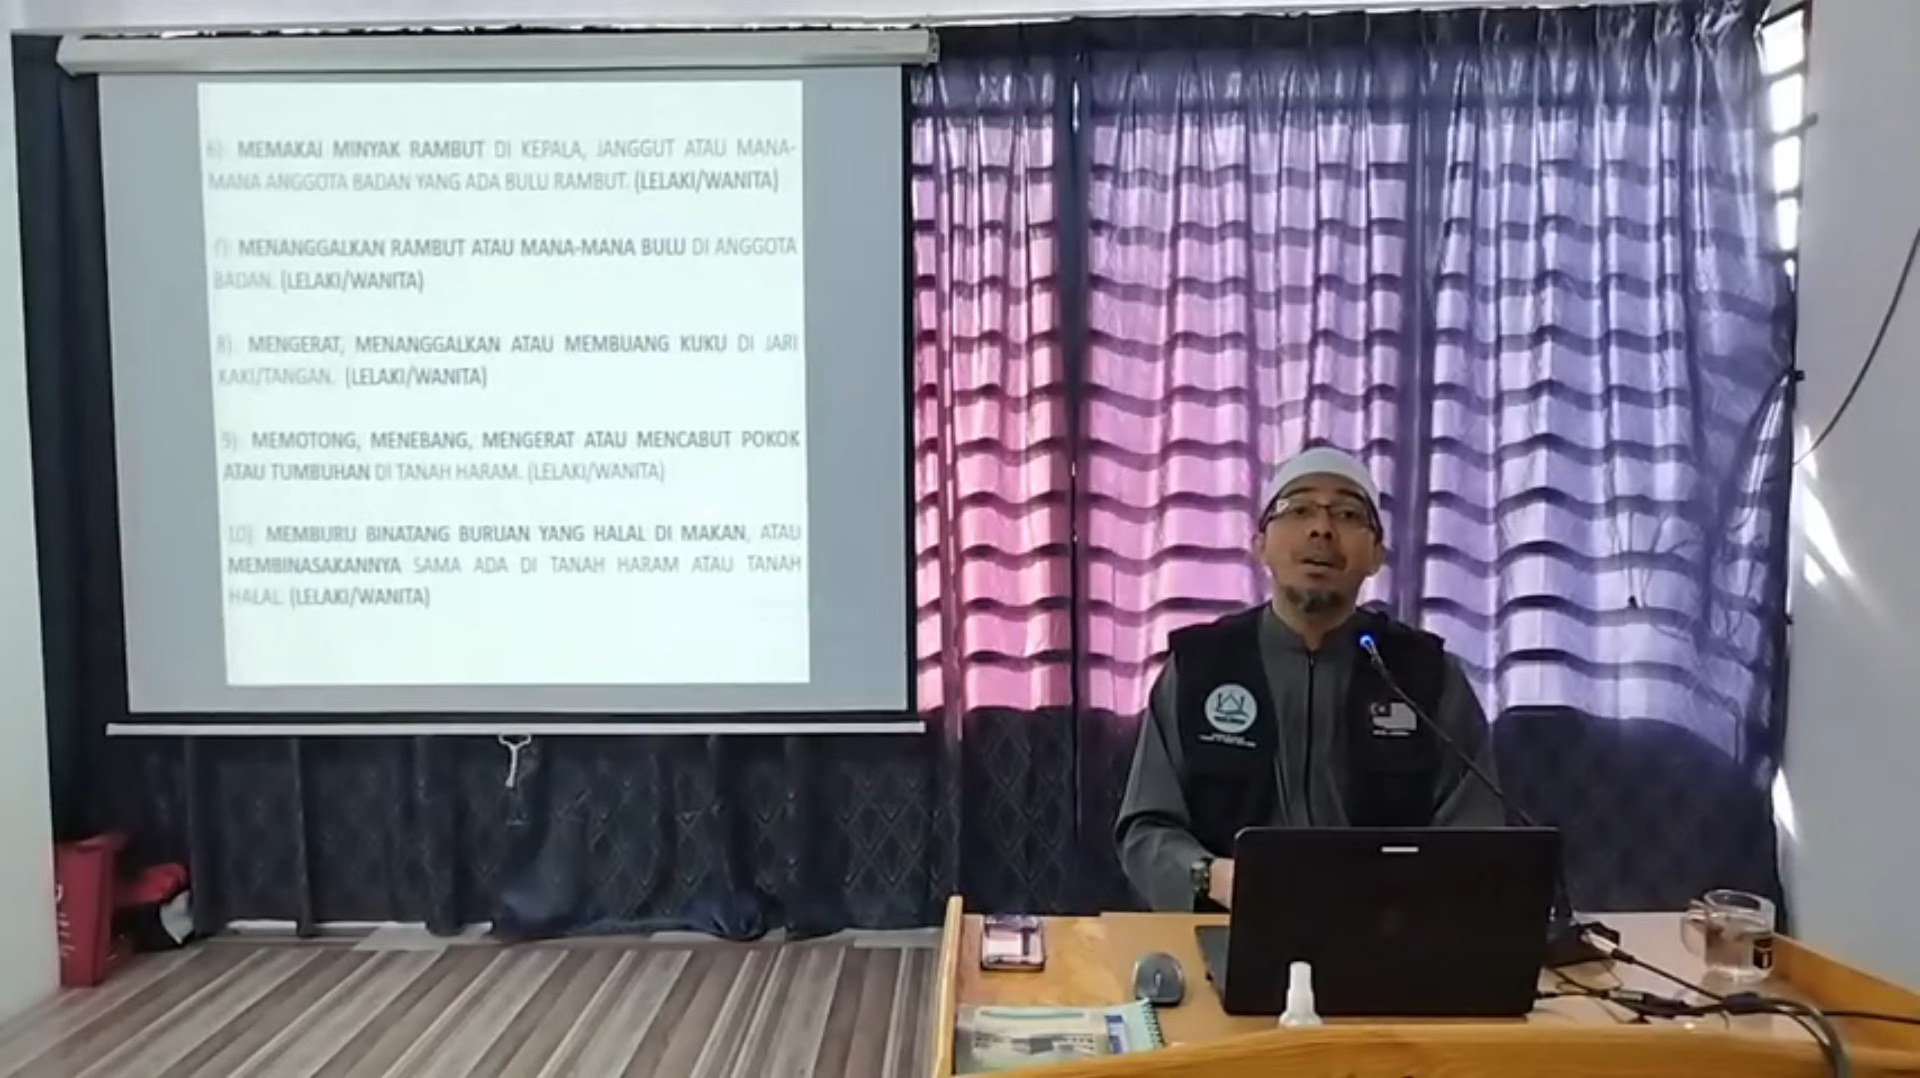 6) MEMAKAI MINYAK RAMBUT DI KEPALA, JANGGUT ATAU MANA-
MANA ANGGOTA BADAN YANG ADA BULU RAMBUT. (LELAKI/WANITA)
7) MENANGGALKAN RAMBUT ATAU MANA-MANA BULU DI ANGGOTA
BADAN. (LELAKI/WANITA)
8) MENGERAT, MENANGGALKAN ATAU MEMBUANG KUKU DI JARI
KAKI/TANGAN. (LELAKI/WANITA)
9) MEMOTONG, MENEBANG, MENGERAT ATAU MENCABUT POKOK
ATAU TUMBUHAN DI TANAH HARAM. (LELAKI/WANITA)
10) MEMBURU BINATANG BURUAN YANG HALAL DI MAKAN, ATAU
MEMBINASAKANNYA SAMA ADA DI TANAH HARAM ATAU TANAH
HALAL. (LELAKI/WANITA)